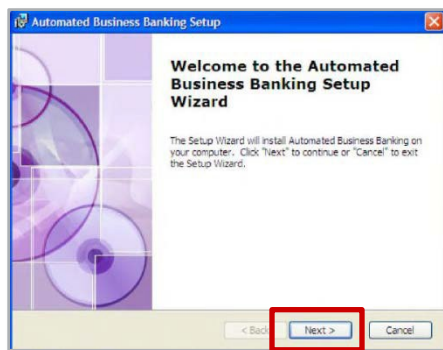 Automated Business Banking Setup
Welcome to the Automated
Business Banking Setup
Wizard
The Setup Wizard will install Automated Business Banking on
your computer. Click "Next" to continue or "Cancel" to exit
the Setup Wizard.
< Back
Next >
Cancel